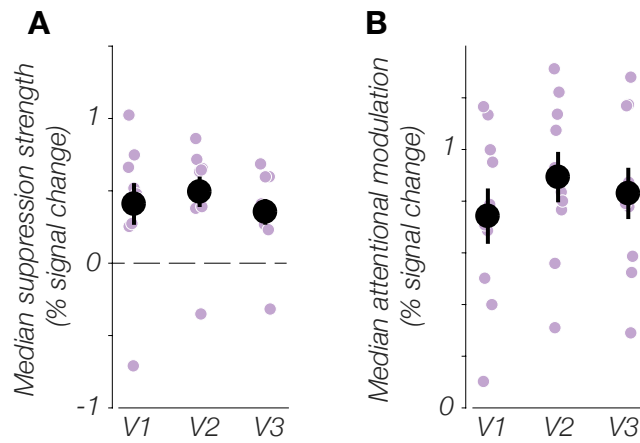 A
Median suppression strength
(% signal change)
1
0
-1
V1 V2 V3
B
Median attentional modulation
(% signal change)
1
0
V1 V2 V3